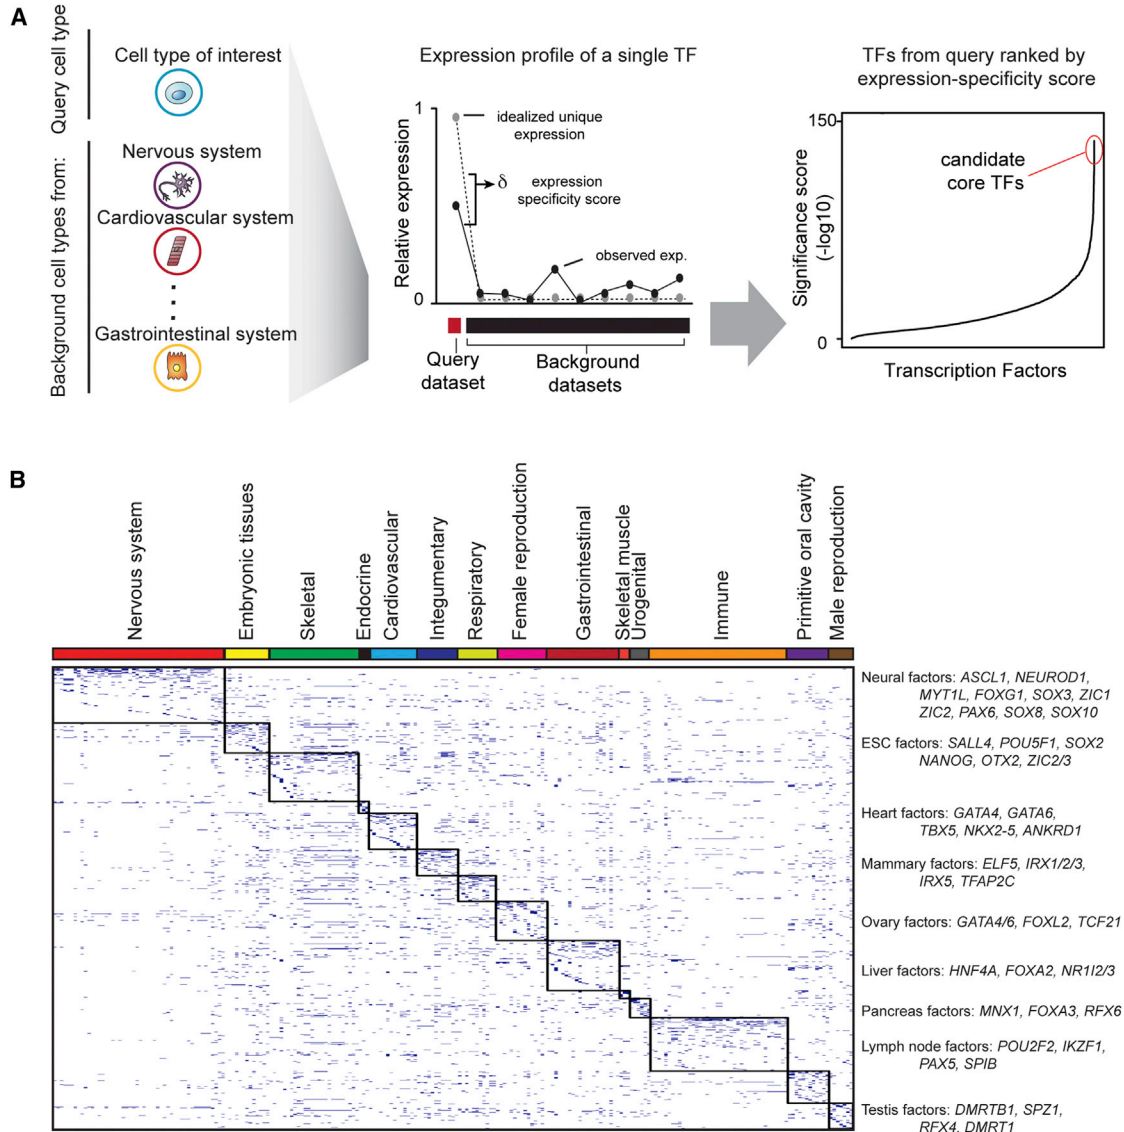 A
Query cell type
Cell type of interest
Background cell types from:
Nervous system
Cardiovascular system
Gastrointestinal system
Expression profile of a single TF
Relative expression
1
0
idealized unique
expression
δ
expression
specificity score
observed exp.
Query
dataset
Background
datasets
TFs from query ranked by
expression-specificity score
Significance score
(-log10)
150
0
candidate
core TFs
Transcription Factors
B
Nervous system
Embryonic tissues
Skeletal
Endocrine
Cardiovascular
Integumentary
Respiratory
Female reproduction
Gastrointestinal
Skeletal muscle
Urogenital
Immune
Primitive oral cavity
Male reproduction
Neural factors: ASCL1, NEUROD1,
MYT1L, FOXG1, SOX3, ZIC1
ZIC2, PAX6, SOX8, SOX10
ESC factors: SALL4, POU5F1, SOX2
NANOG, OTX2, ZIC2/3
Heart factors: GATA4, GATA6,
TBX5, NKX2-5, ANKRD1
Mammary factors: ELF5, IRX1/2/3,
IRX5, TFAP2C
Ovary factors: GATA4/6, FOXL2, TCF21
Liver factors: HNF4A, FOXA2, NR1I2/3
Pancreas factors: MNX1, FOXA3, RFX6
Lymph node factors: POU2F2, IKZF1,
PAX5, SPIB
Testis factors: DMRTB1, SPZ1,
RFX4, DMRT1